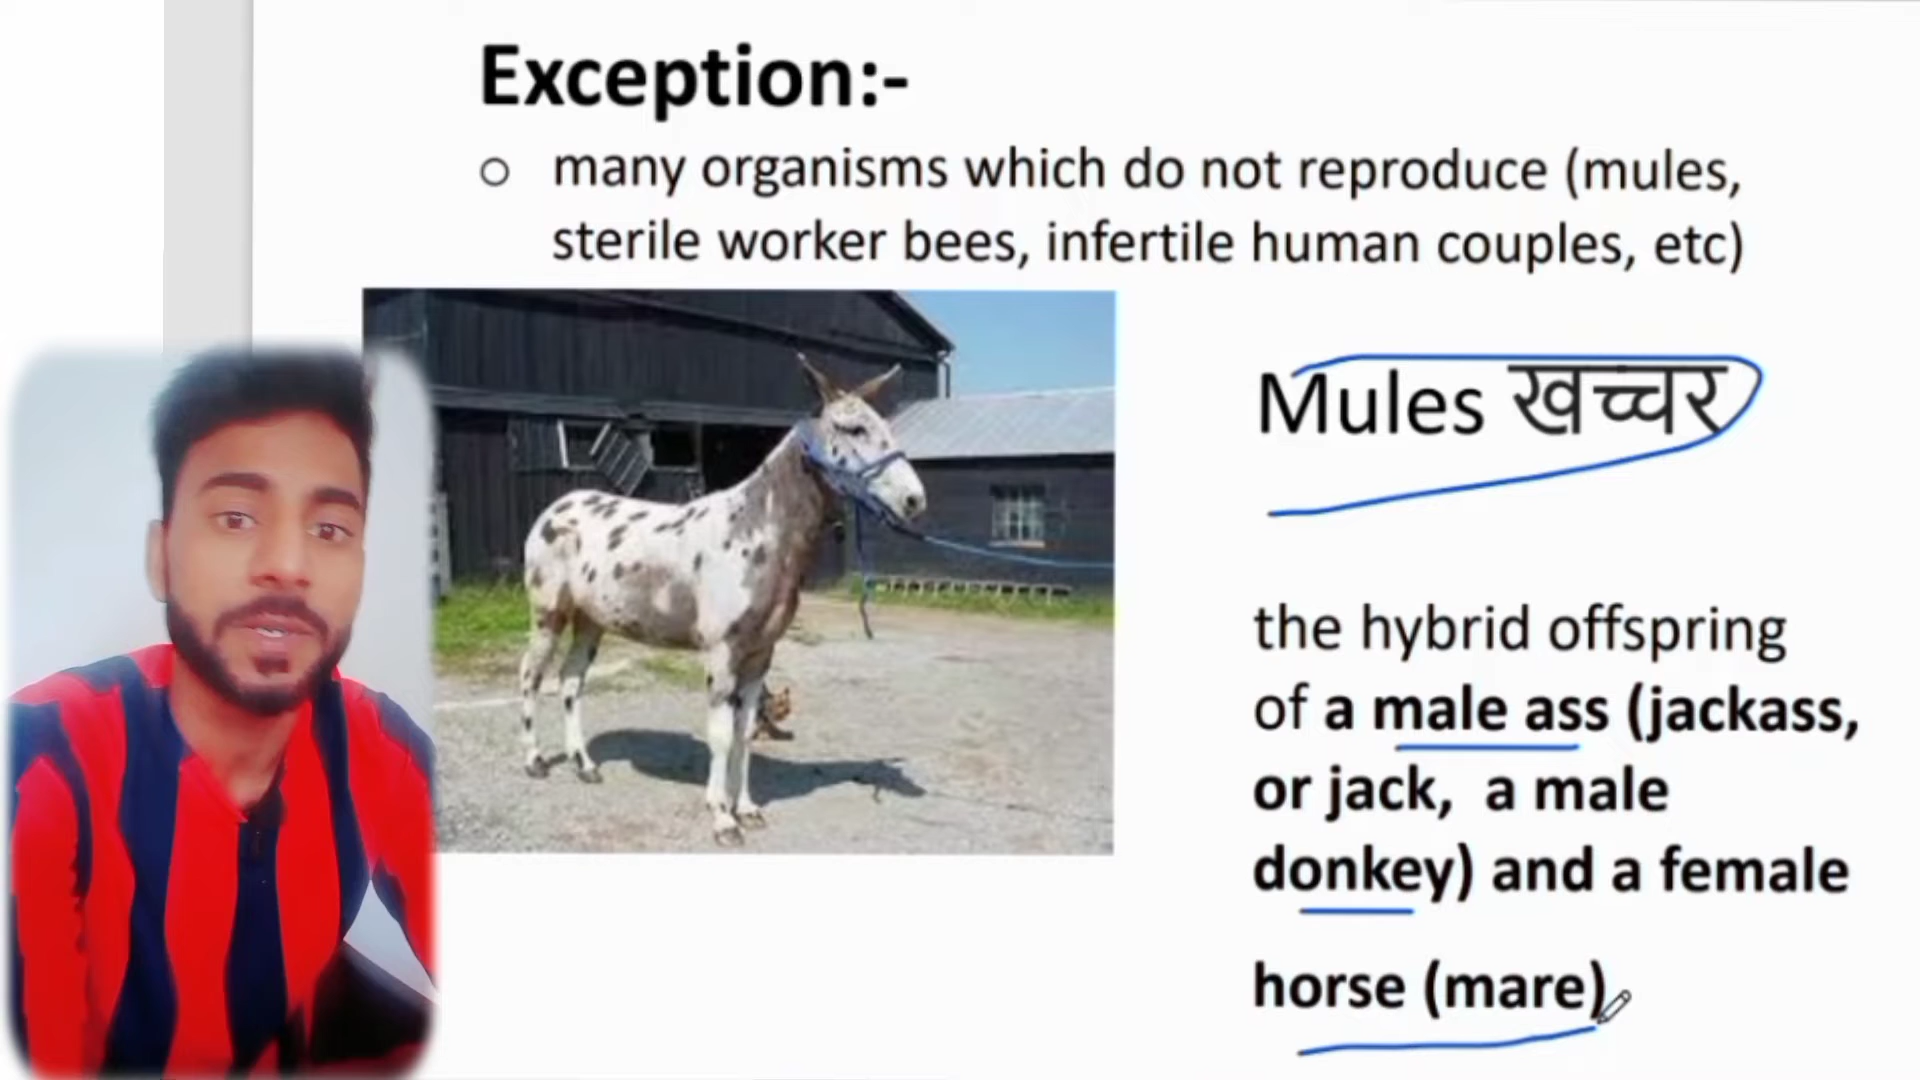 Exception:-
o many organisms which do not reproduce (mules,
sterile worker bees, infertile human couples, etc)
Mules खच्चर
the hybrid offspring
of a male ass (jackass,
or jack, a male
donkey) and a female
horse (mare)